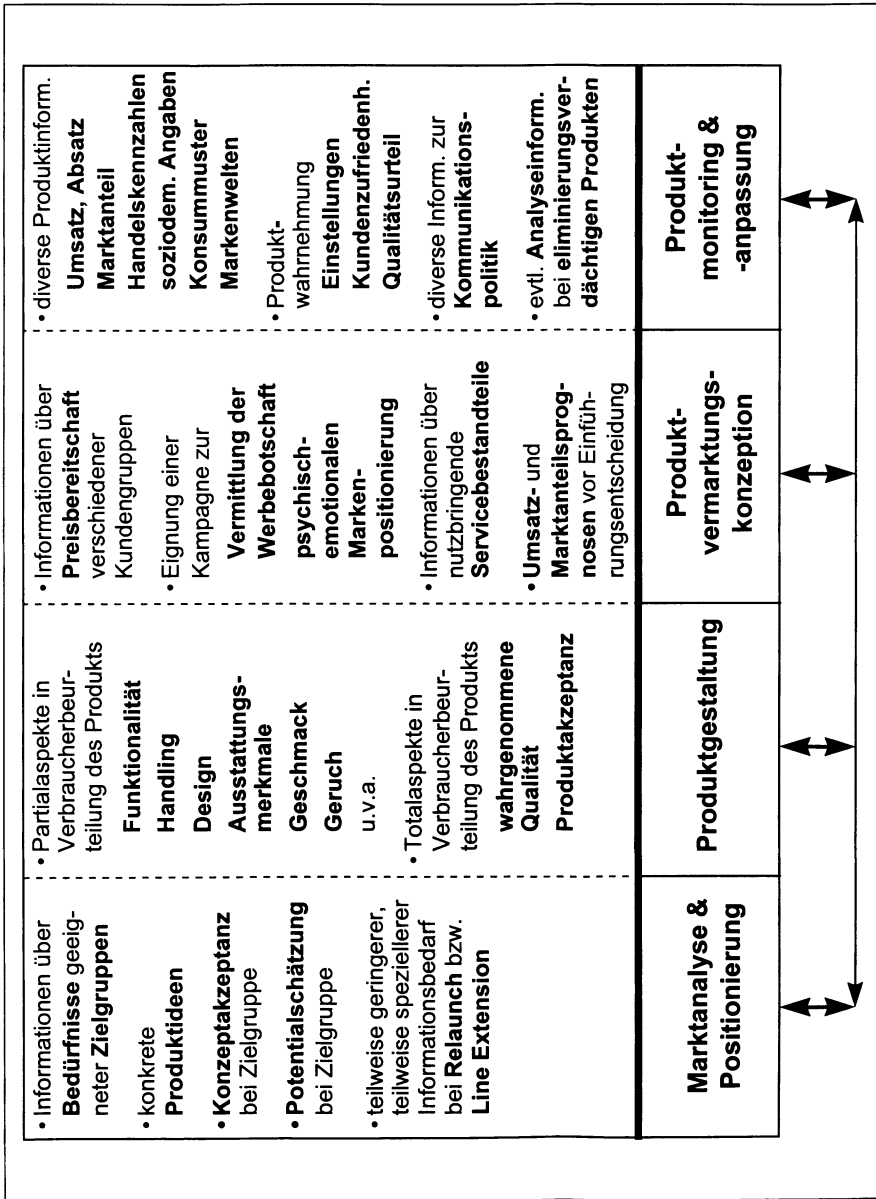 • Informationen über
Bedürfnisse geeig-
neter Zielgruppen
• konkrete
Produktideen
• Konzeptakzeptanz
bei Zielgruppe
• Potentialschätzung
bei Zielgruppe
• teilweise geringerer,
teilweise speziellerer
Informationsbedarf
bei Relaunch bzw.
Line Extension
Marktanalyse &
Positionierung
• Partialaspekte in
Verbraucherbeur-
teilung des Produkts
Funktionalität
Handling
Design
Ausstattungs-
merkmale
Geschmack
Geruch
u.v.a.
• Totalaspekte in
Verbraucherbeur-
teilung des Produkts
wahrgenommene
Qualität
Produktakzeptanz
Produktgestaltung
• Informationen über
Preisbereitschaft
verschiedener
Kundengruppen
• Eignung einer
Kampagne zur
Vermittlung der
Werbebotschaft
psychisch-
emotionalen
Marken-
positionierung
• Informationen über
nutzbringende
Servicebestandteile
• Umsatz- und
Marktanteilsprog-
nosen vor Einfüh-
rungsentscheidung
Produkt-
vermarktungs-
konzeption
• diverse Produktinform.
Umsatz, Absatz
Marktanteil
Handelskennzahlen
soziodem. Angaben
Konsummuster
Markenwelten
• Produkt-
wahrnehmung
Einstellungen
Kundenzufriedenh.
Qualitätsurteil
• diverse Inform. zur
Kommunikations-
politik
• evtl. Analyseinform.
bei eliminierungsver-
dächtigen Produkten
Produkt-
monitoring &
-anpassung